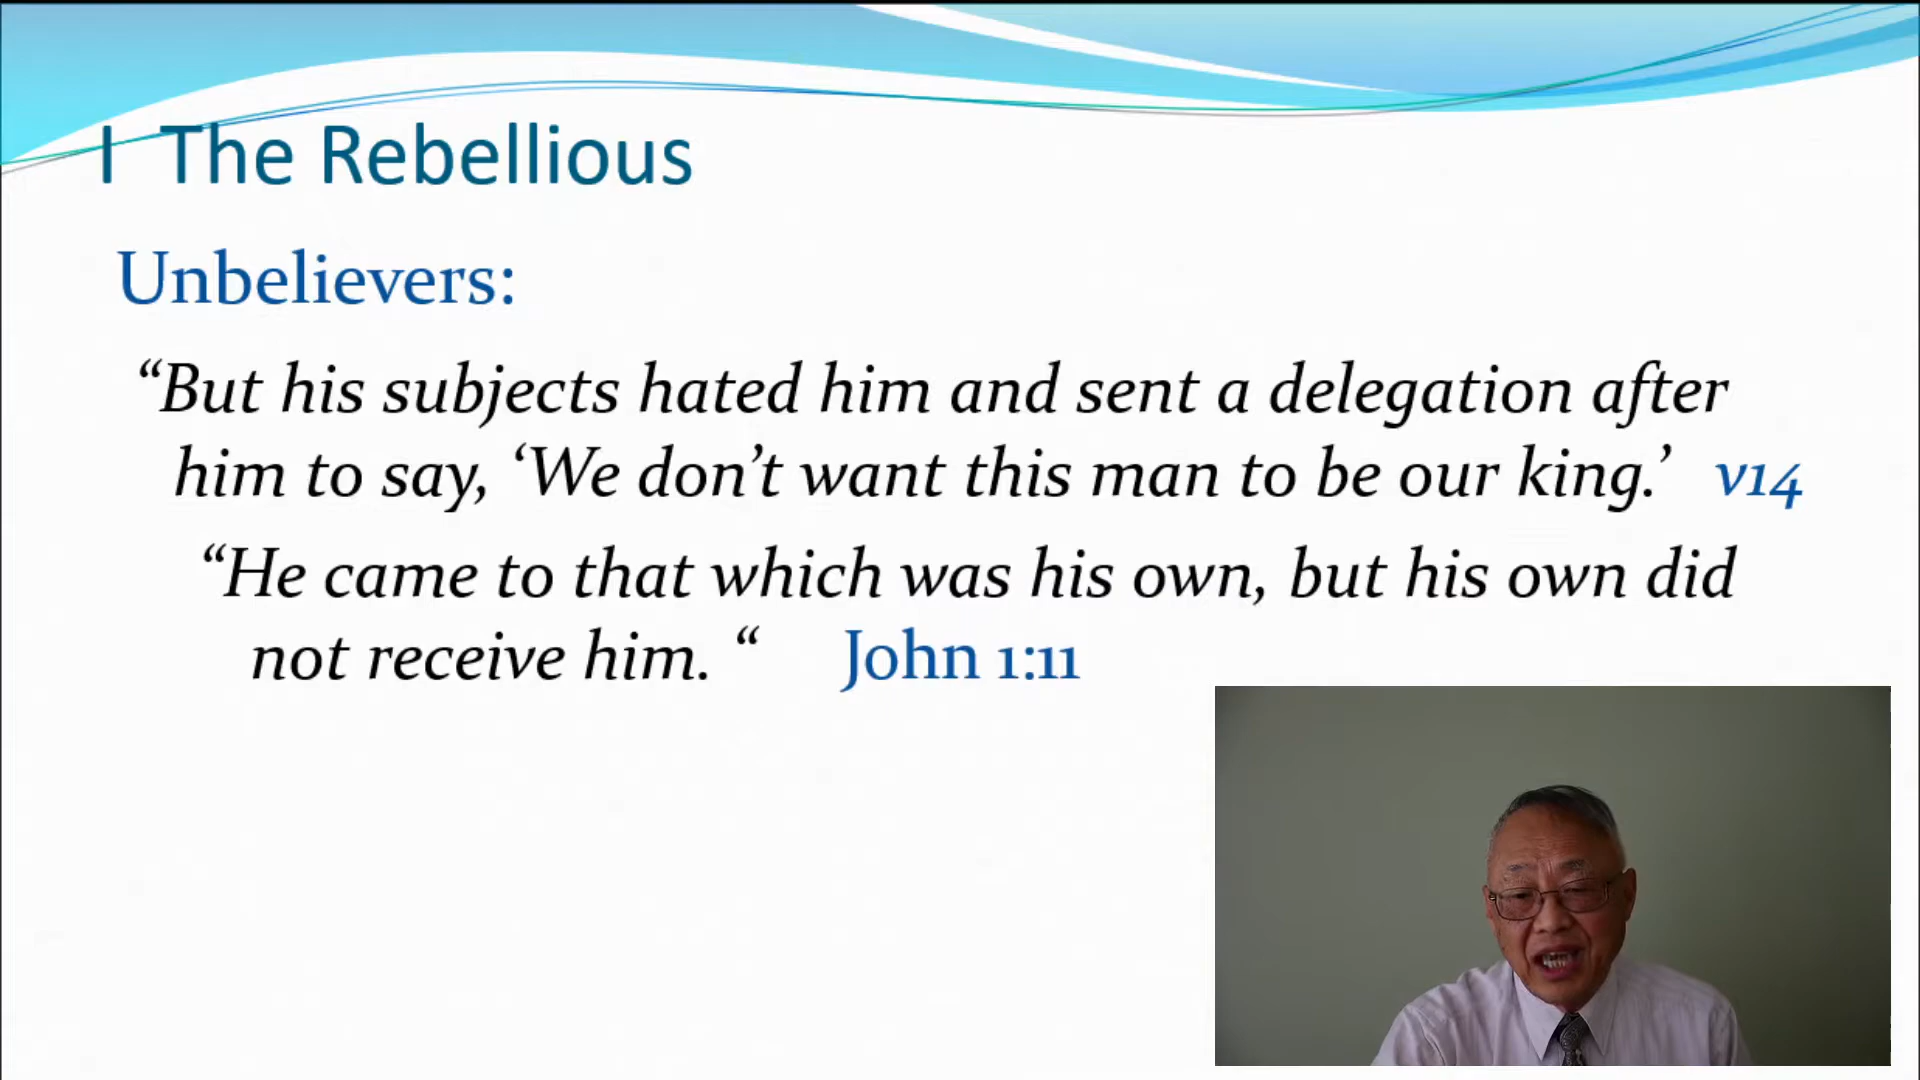 I The Rebellious
Unbelievers:
“But his subjects hated him and sent a delegation after
him to say, ‘We don’t want this man to be our king.’ v14
“He came to that which was his own, but his own did
not receive him. “ John 1:11